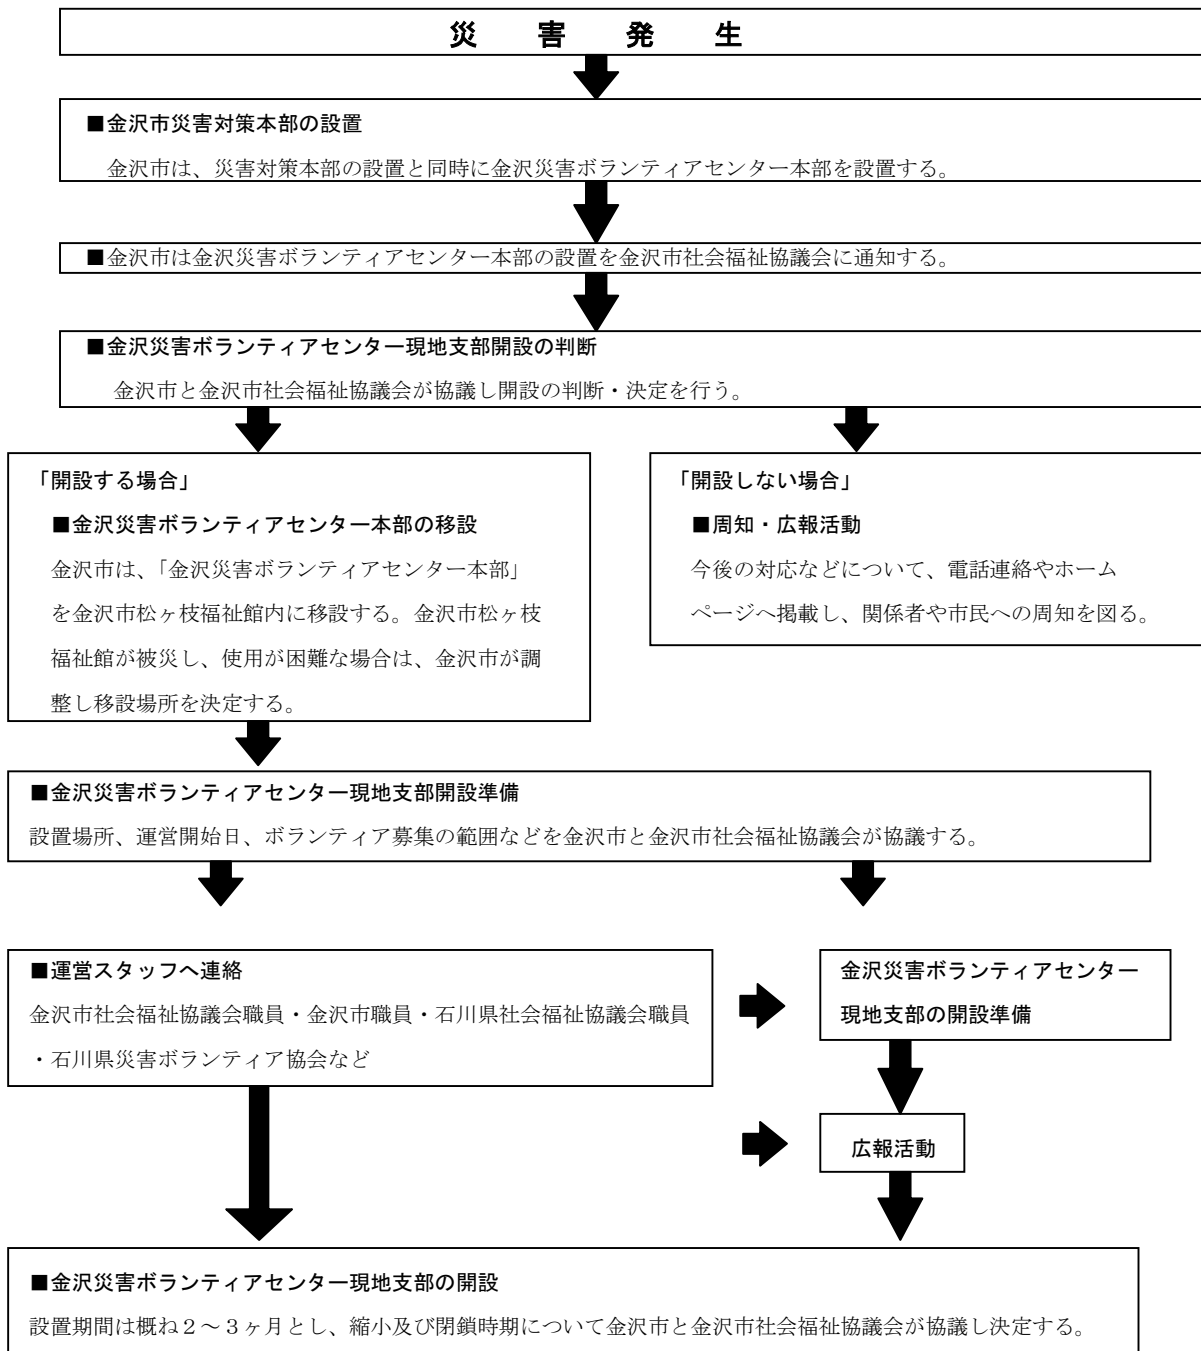 災　害　発　生
■金沢市災害対策本部の設置
金沢市は、災害対策本部の設置と同時に金沢災害ボランティアセンター本部を設置する。
■金沢市は金沢災害ボランティアセンター本部の設置を金沢市社会福祉協議会に通知する。
■金沢災害ボランティアセンター現地支部開設の判断
金沢市と金沢市社会福祉協議会が協議し開設の判断・決定を行う。
「開設する場合」
■金沢災害ボランティアセンター本部の移設
金沢市は、「金沢災害ボランティアセンター本部」
を金沢市松ヶ枝福祉館内に移設する。金沢市松ヶ枝
福祉館が被災し、使用が困難な場合は、金沢市が調
整し移設場所を決定する。
「開設しない場合」
■周知・広報活動
今後の対応などについて、電話連絡やホーム
ページへ掲載し、関係者や市民への周知を図る。
■金沢災害ボランティアセンター現地支部開設準備
設置場所、運営開始日、ボランティア募集の範囲などを金沢市と金沢市社会福祉協議会が協議する。
■運営スタッフへ連絡
金沢市社会福祉協議会職員・金沢市職員・石川県社会福祉協議会職員
・石川県災害ボランティア協会など
金沢災害ボランティアセンター
現地支部の開設準備
広報活動
■金沢災害ボランティアセンター現地支部の開設
設置期間は概ね２～３ヶ月とし、縮小及び閉鎖時期について金沢市と金沢市社会福祉協議会が協議し決定する。